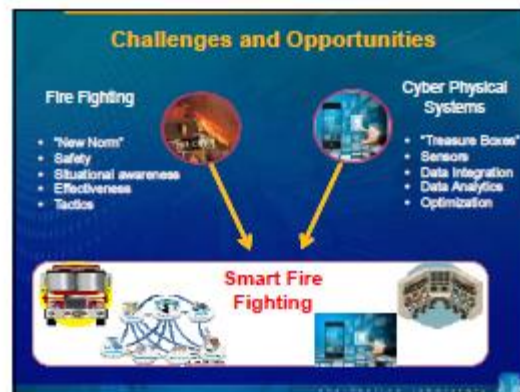 Challenges and Opportunities
Fire Fighting
• "New Norm"
• Safety
• Situational awareness
• Effectiveness
• Tactics
Cyber Physical
Systems
• "Treasure Boxes"
• Sensors
• Data Integration
• Data Analytics
• Optimization
Smart Fire
Fighting